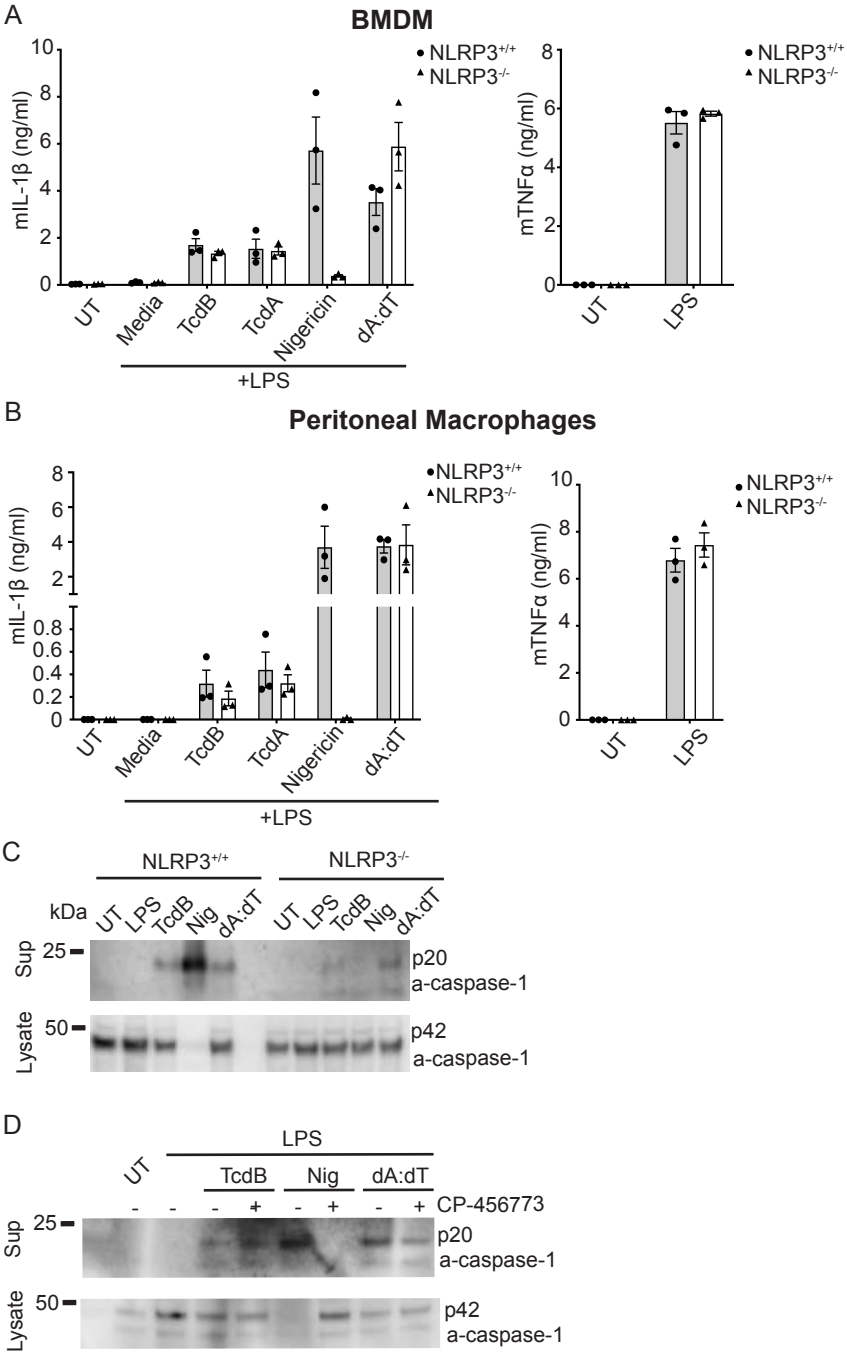 A
BMDM
mIL-1β (ng/ml)
10
8
6
4
2
0
NLRP3+/+
NLRP3-/-
UT
Media
TcdB
TcdA
Nigericin
dA:dT
+LPS
mTNFα (ng/ml)
8
6
4
2
0
NLRP3+/+
NLRP3-/-
UT
LPS
B
Peritoneal Macrophages
mIL-1β (ng/ml)
8
6
4
2
0.8
0.6
0.4
0.2
0
NLRP3+/+
NLRP3-/-
UT
Media
TcdB
TcdA
Nigericin
dA:dT
+LPS
mTNFα (ng/ml)
10
8
6
4
2
0
NLRP3+/+
NLRP3-/-
UT
LPS
C
NLRP3+/+
NLRP3-/-
kDa
UT LPS TcdB Nig dA:dT UT LPS TcdB Nig dA:dT
Sup
25
p20
a-caspase-1
Lysate
50
p42
a-caspase-1
D
LPS
UT
TcdB Nig dA:dT
- - - + - + - + CP-456773
Sup
25
p20
a-caspase-1
Lysate
50
p42
a-caspase-1